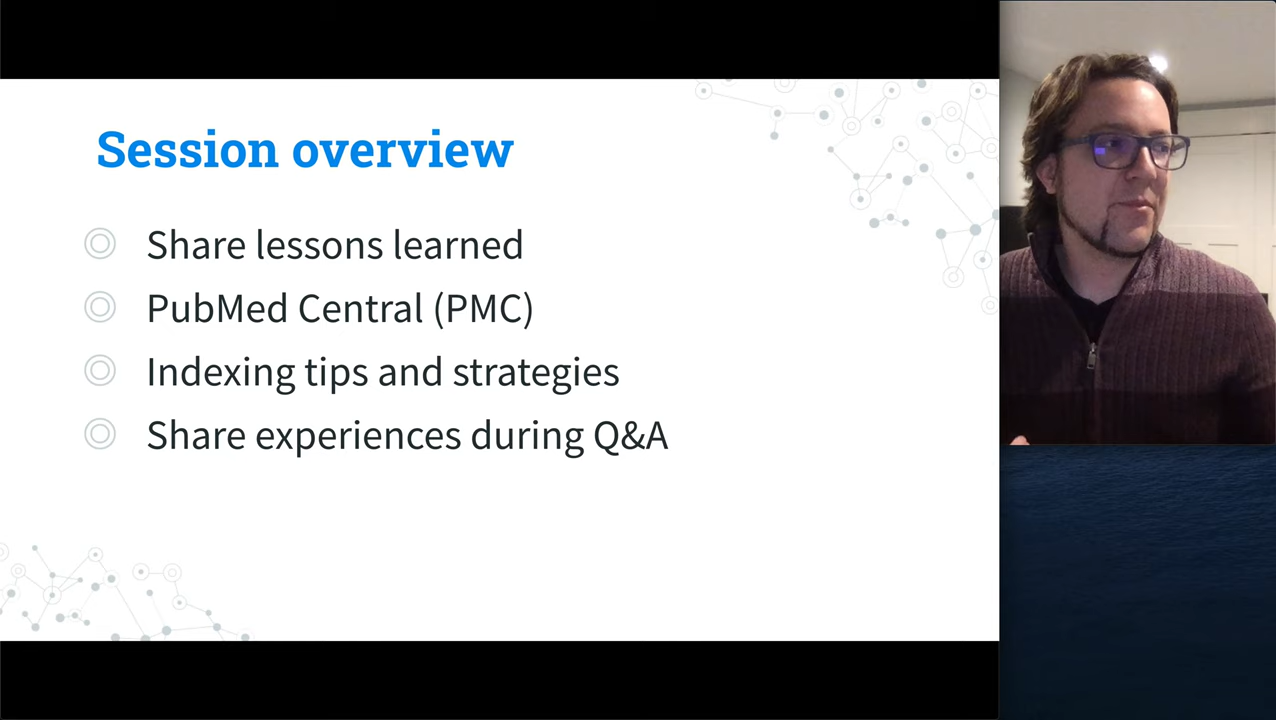 Session overview
Share lessons learned
PubMed Central (PMC)
Indexing tips and strategies
Share experiences during Q&A